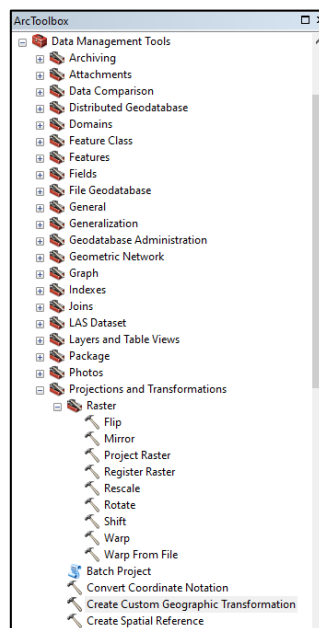 ArcToolbox
Data Management Tools
Archiving
Attachments
Data Comparison
Distributed Geodatabase
Domains
Feature Class
Features
Fields
File Geodatabase
General
Generalization
Geodatabase Administration
Geometric Network
Graph
Indexes
Joins
LAS Dataset
Layers and Table Views
Package
Photos
Projections and Transformations
Raster
Flip
Mirror
Project Raster
Register Raster
Rescale
Rotate
Shift
Warp
Warp From File
Batch Project
Convert Coordinate Notation
Create Custom Geographic Transformation
Create Spatial Reference